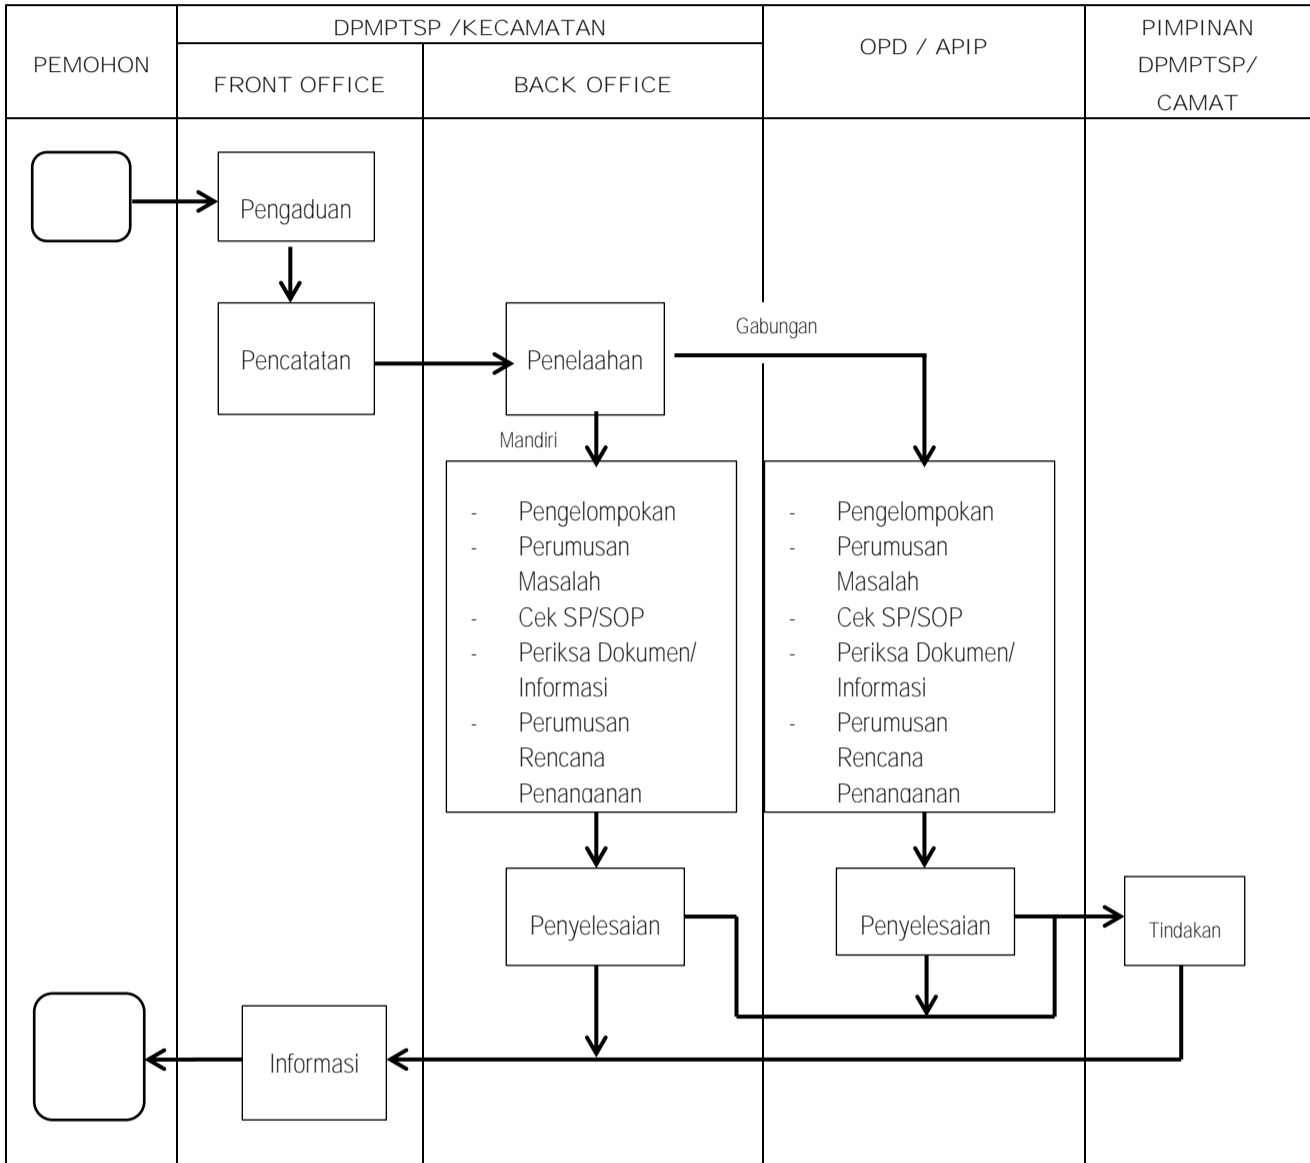 PEMOHON
DPMPTSP /KECAMATAN
FRONT OFFICE
BACK OFFICE
OPD / APIP
PIMPINAN
DPMPTSP/
CAMAT
Pengaduan
Pencatatan
Penelaahan
Gabungan
Mandiri
- Pengelompokan
- Perumusan
Masalah
- Cek SP/SOP
- Periksa Dokumen/
Informasi
- Perumusan
Rencana
Penanganan
- Pengelompokan
- Perumusan
Masalah
- Cek SP/SOP
- Periksa Dokumen/
Informasi
- Perumusan
Rencana
Penanganan
Penyelesaian
Penyelesaian
Tindakan
Informasi